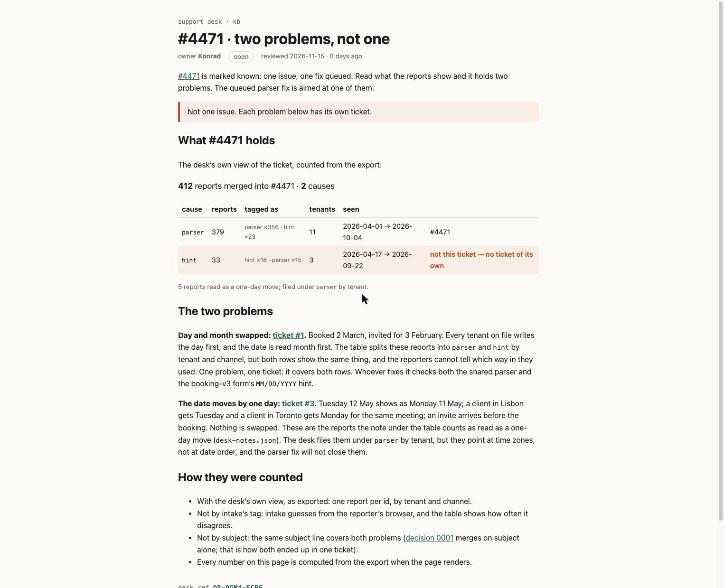 support desk · kb
#4471 · two problems, not one
owner Konrad open reviewed 2026-11-15 · 0 days ago
#4471 is marked known: one issue, one fix queued. Read what the reports show and it holds two
problems. The queued parser fix is aimed at one of them.
Not one issue. Each problem below has its own ticket.
What #4471 holds
The desk's own view of the ticket, counted from the export:
412 reports merged into #4471 · 2 causes
cause reports tagged as tenants seen
parser 379 parser ×356 · hint ×23 11 2026-04-01 → 2026-10-04 #4471
hint 33 hint ×18 · parser ×15 3 2026-04-17 → 2026-09-22 not this ticket — no ticket of its own
5 reports read as a one-day move; filed under parser by tenant.
The two problems
Day and month swapped: ticket #1. Booked 2 March, invited for 3 February. Every tenant on file writes
the day first, and the date is read month first. The table splits these reports into parser and hint by
tenant and channel, but both rows show the same thing, and the reporters cannot tell which way in they
used. One problem, one ticket: it covers both rows. Whoever fixes it checks both the shared parser and
the booking-v3 form's MM/DD/YYYY hint.
The date moves by one day: ticket #3. Tuesday 12 May shows as Monday 11 May; a client in Lisbon
gets Tuesday and a client in Toronto gets Monday for the same meeting; an invite arrives before the
booking. Nothing is swapped. These are the reports the note under the table counts as read as a one-
day move (desk-notes.json). The desk files them under parser by tenant, but they point at time zones,
not at date order, and the parser fix will not close them.
How they were counted
• With the desk's own view, as exported: one report per id, by tenant and channel.
• Not by intake's tag: intake guesses from the reporter's browser, and the table shows how often it
disagrees.
• Not by subject: the same subject line covers both problems (decision 0001 merges on subject
alone; that is how both ended up in one ticket).
• Every number on this page is computed from the export when the page renders.